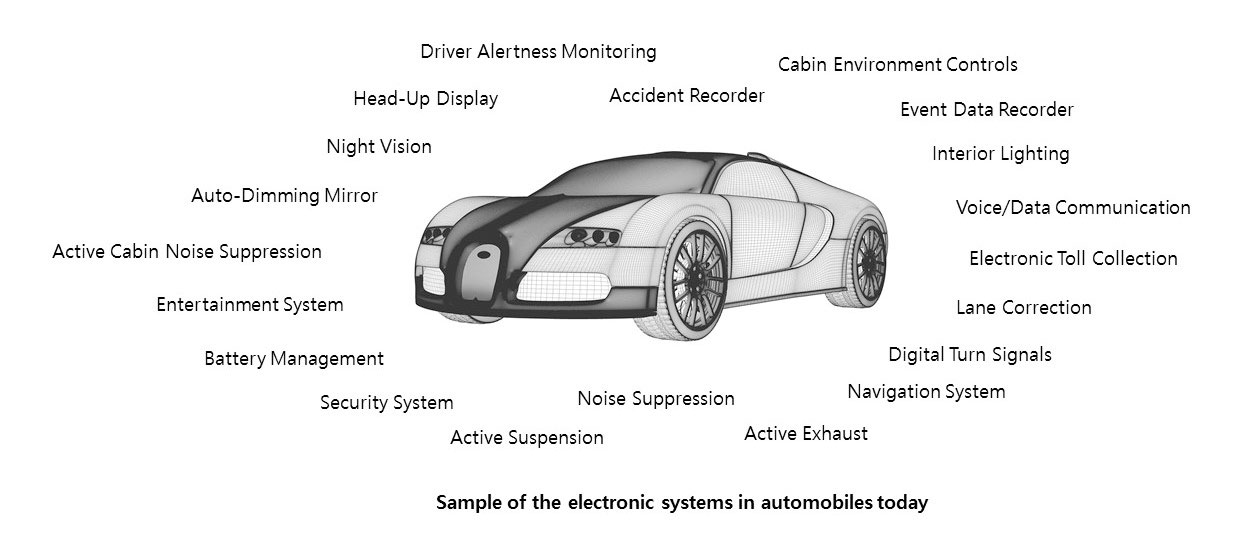 Driver Alertness Monitoring
Cabin Environment Controls
Head-Up Display
Accident Recorder
Event Data Recorder
Night Vision
Interior Lighting
Auto-Dimming Mirror
Voice/Data Communication
Active Cabin Noise Suppression
Electronic Toll Collection
Entertainment System
Lane Correction
Battery Management
Digital Turn Signals
Security System
Noise Suppression
Navigation System
Active Suspension
Active Exhaust
Sample of the electronic systems in automobiles today